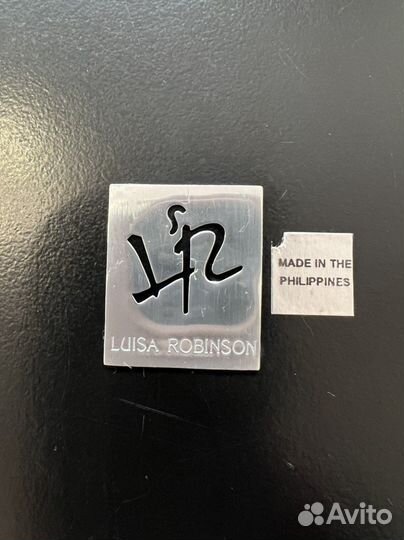 LUISA ROBINSON
MADE IN THE
PHILIPPINES
Avito